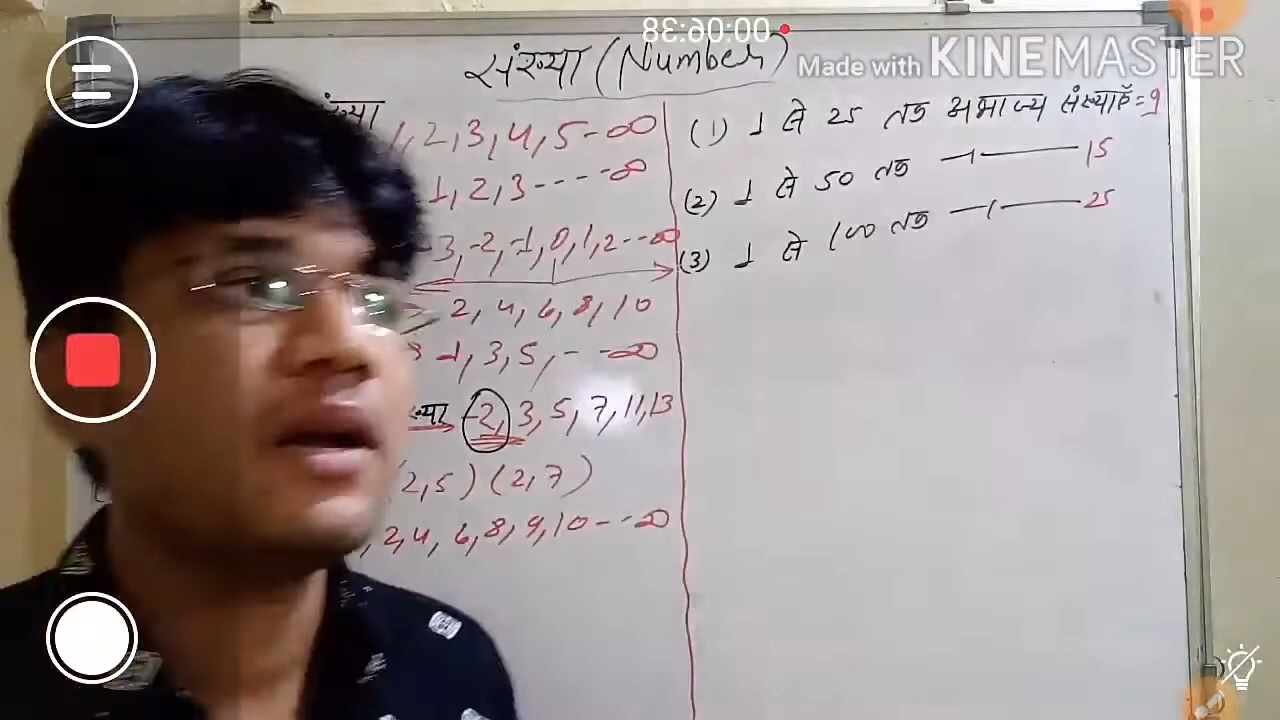 00:09:38
Made with KINEMASTER
संख्या (Number)
संख्या
1, 2, 3, 4, 5 - ∞
1, 2, 3 ---- ∞
-3, -2, -1, 0, 1, 2 -- ∞
2, 4, 6, 8, 10
1, 3, 5, - - ∞
2, 3, 5, 7, 11, 13
(2, 5) (2, 7)
2, 4, 6, 8, 9, 10 -- ∞
(1) 1 से 25 तक अभाज्य संख्याएँ = 9
(2) 1 से 50 तक —।— 15
(3) 1 से 100 तक —।— 25